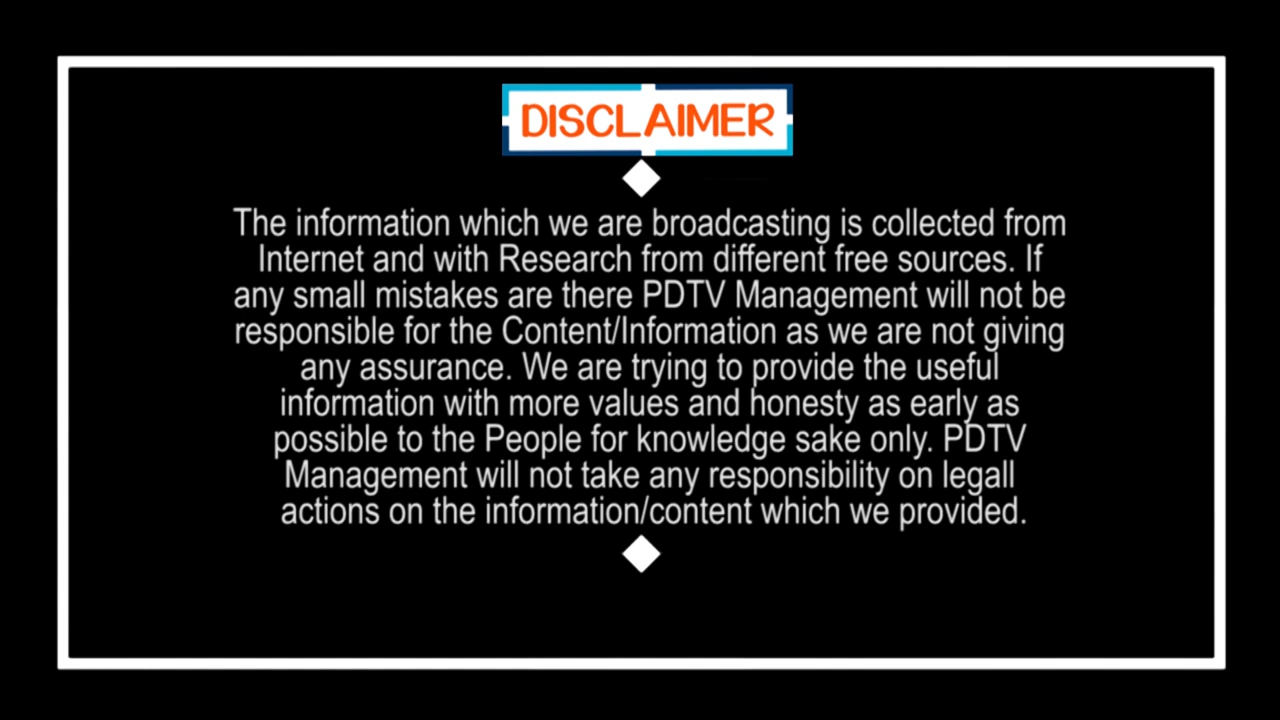 DISCLAIMER
The information which we are broadcasting is collected from
Internet and with Research from different free sources. If
any small mistakes are there PDTV Management will not be
responsible for the Content/Information as we are not giving
any assurance. We are trying to provide the useful
information with more values and honesty as early as
possible to the People for knowledge sake only. PDTV
Management will not take any responsibility on legall
actions on the information/content which we provided.